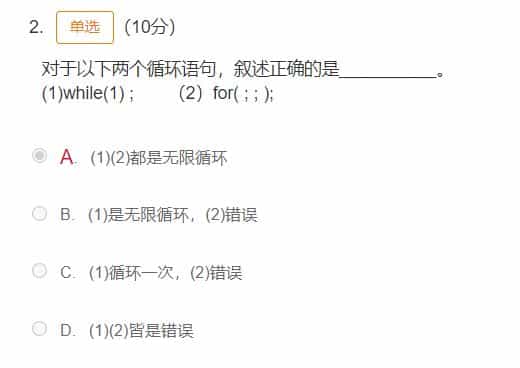 2. 单选 （10分）
对于以下两个循环语句，叙述正确的是__________。
(1)while(1) ; （2）for( ; ; );
A. (1)(2)都是无限循环
B. (1)是无限循环，(2)错误
C. (1)循环一次，(2)错误
D. (1)(2)皆是错误